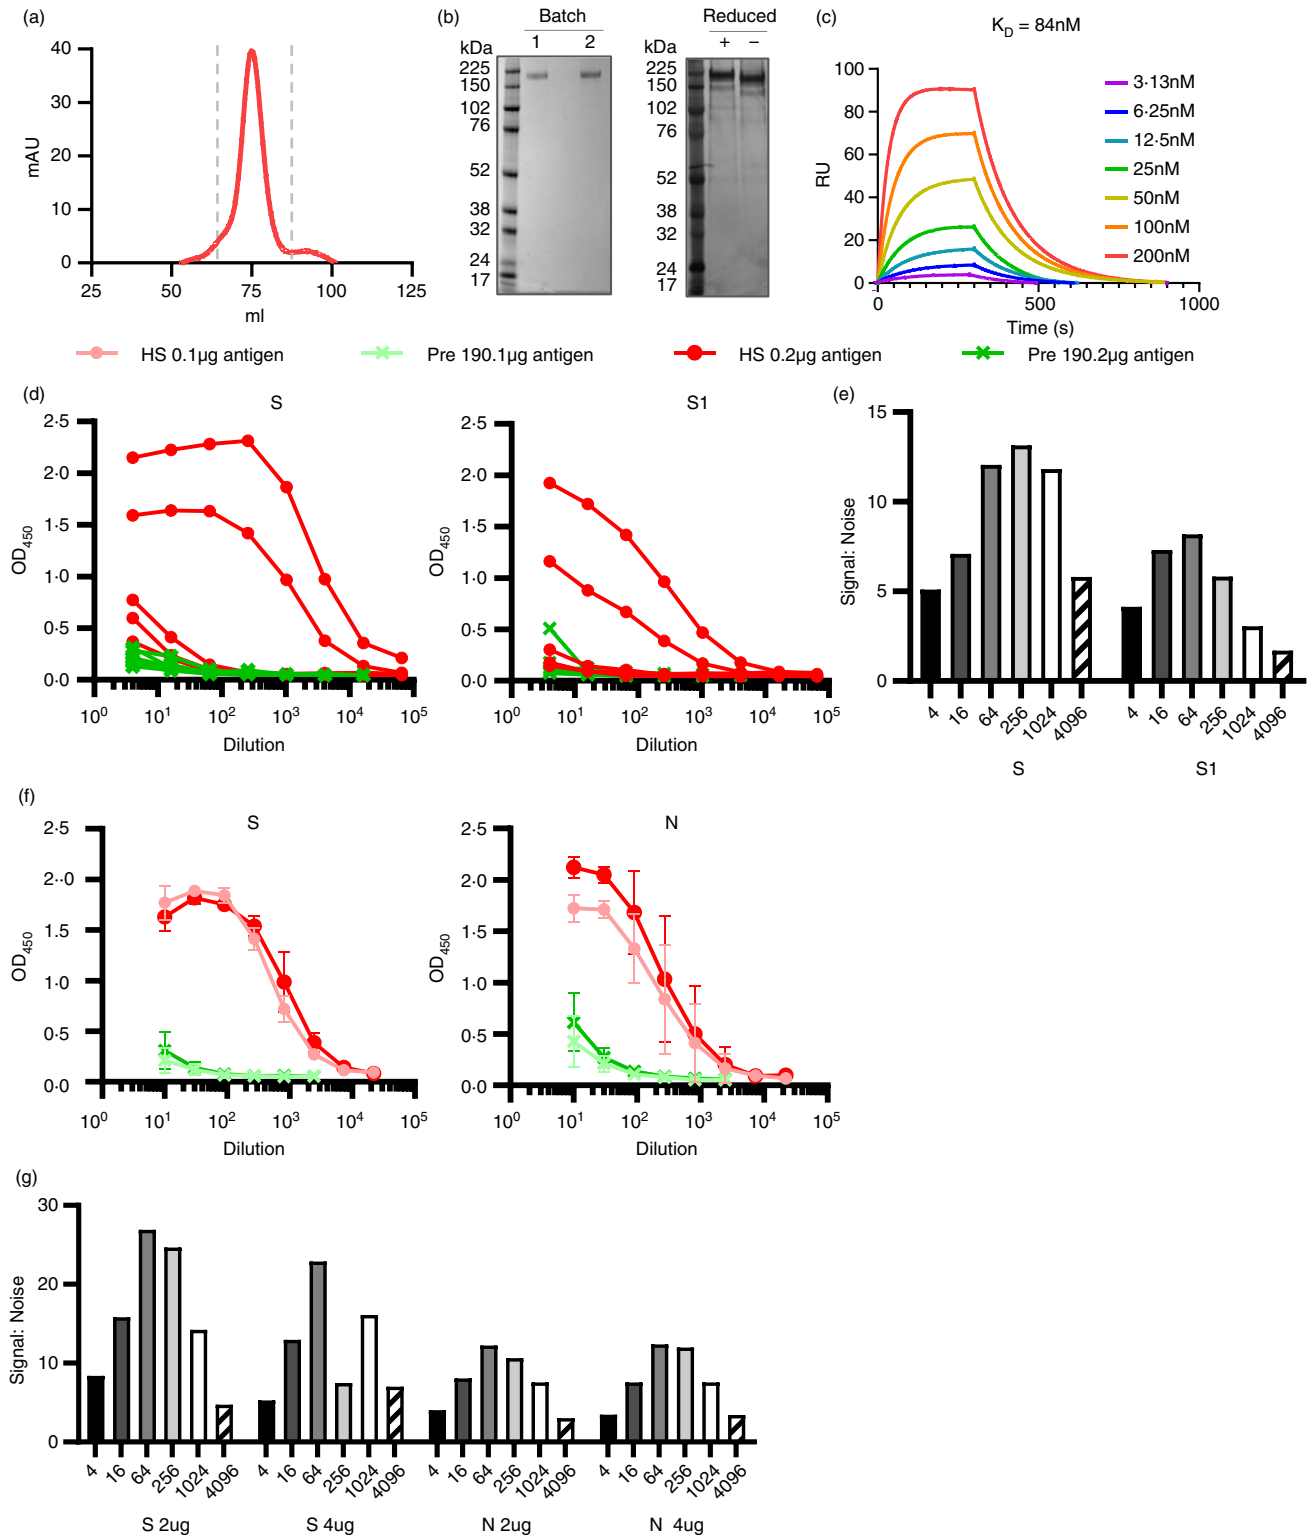 (a)
40
30
20
10
0
mAU
25 50 75 100 125
ml
(b)
Batch
kDa 1 2
225
150
102
76
52
38
32
24
17
Reduced
kDa + −
225
150
102
76
52
38
32
24
17
(c)
K_D = 84nM
100
80
60
40
20
0
RU
0 500 1000
Time (s)
3·13nM
6·25nM
12·5nM
25nM
50nM
100nM
200nM
HS 0.1µg antigen Pre 190.1µg antigen HS 0.2µg antigen Pre 190.2µg antigen
(d)
S
2·5
2·0
1·5
1·0
0·5
0·0
OD450
10^0 10^1 10^2 10^3 10^4 10^5
Dilution
S1
2·5
2·0
1·5
1·0
0·5
0·0
OD450
10^0 10^1 10^2 10^3 10^4 10^5
Dilution
(e)
15
10
5
0
Signal: Noise
4 16 64 256 1024 4096 4 16 64 256 1024 4096
S S1
(f)
S
2·5
2··0
1·5
1·0
0·5
0·0
OD450
10^0 10^1 10^2 10^3 10^4 10^5
Dilution
N
2·5
2·0
1·5
1·0
0·5
0·0
OD450
10^0 10^1 10^2 10^3 10^4 10^5
Dilution
(g)
30
20
10
0
Signal: Noise
4 16 64 256 1024 4096 4 16 64 256 1024 4096 4 16 64 256 1024 4096 4 16 64 256 1024 4096
S 2ug S 4ug N 2ug N 4ug